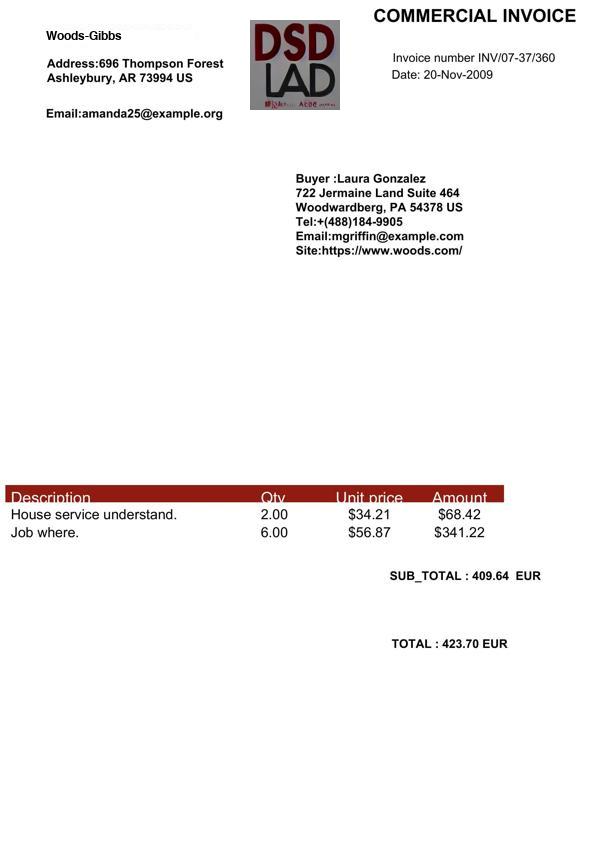 COMMERCIAL INVOICE
Woods-Gibbs
Address:696 Thompson Forest
Ashleybury, AR 73994 US
Email:amanda25@example.org
DSD
LAD
Invoice number INV/07-37/360
Date: 20-Nov-2009
Buyer :Laura Gonzalez
722 Jermaine Land Suite 464
Woodwardberg, PA 54378 US
Tel:+(488)184-9905
Email:mgriffin@example.com
Site:https://www.woods.com/
Description Qty Unit price Amount
House service understand. 2.00 $34.21 $68.42
Job where. 6.00 $56.87 $341.22
SUB_TOTAL : 409.64 EUR
TOTAL : 423.70 EUR